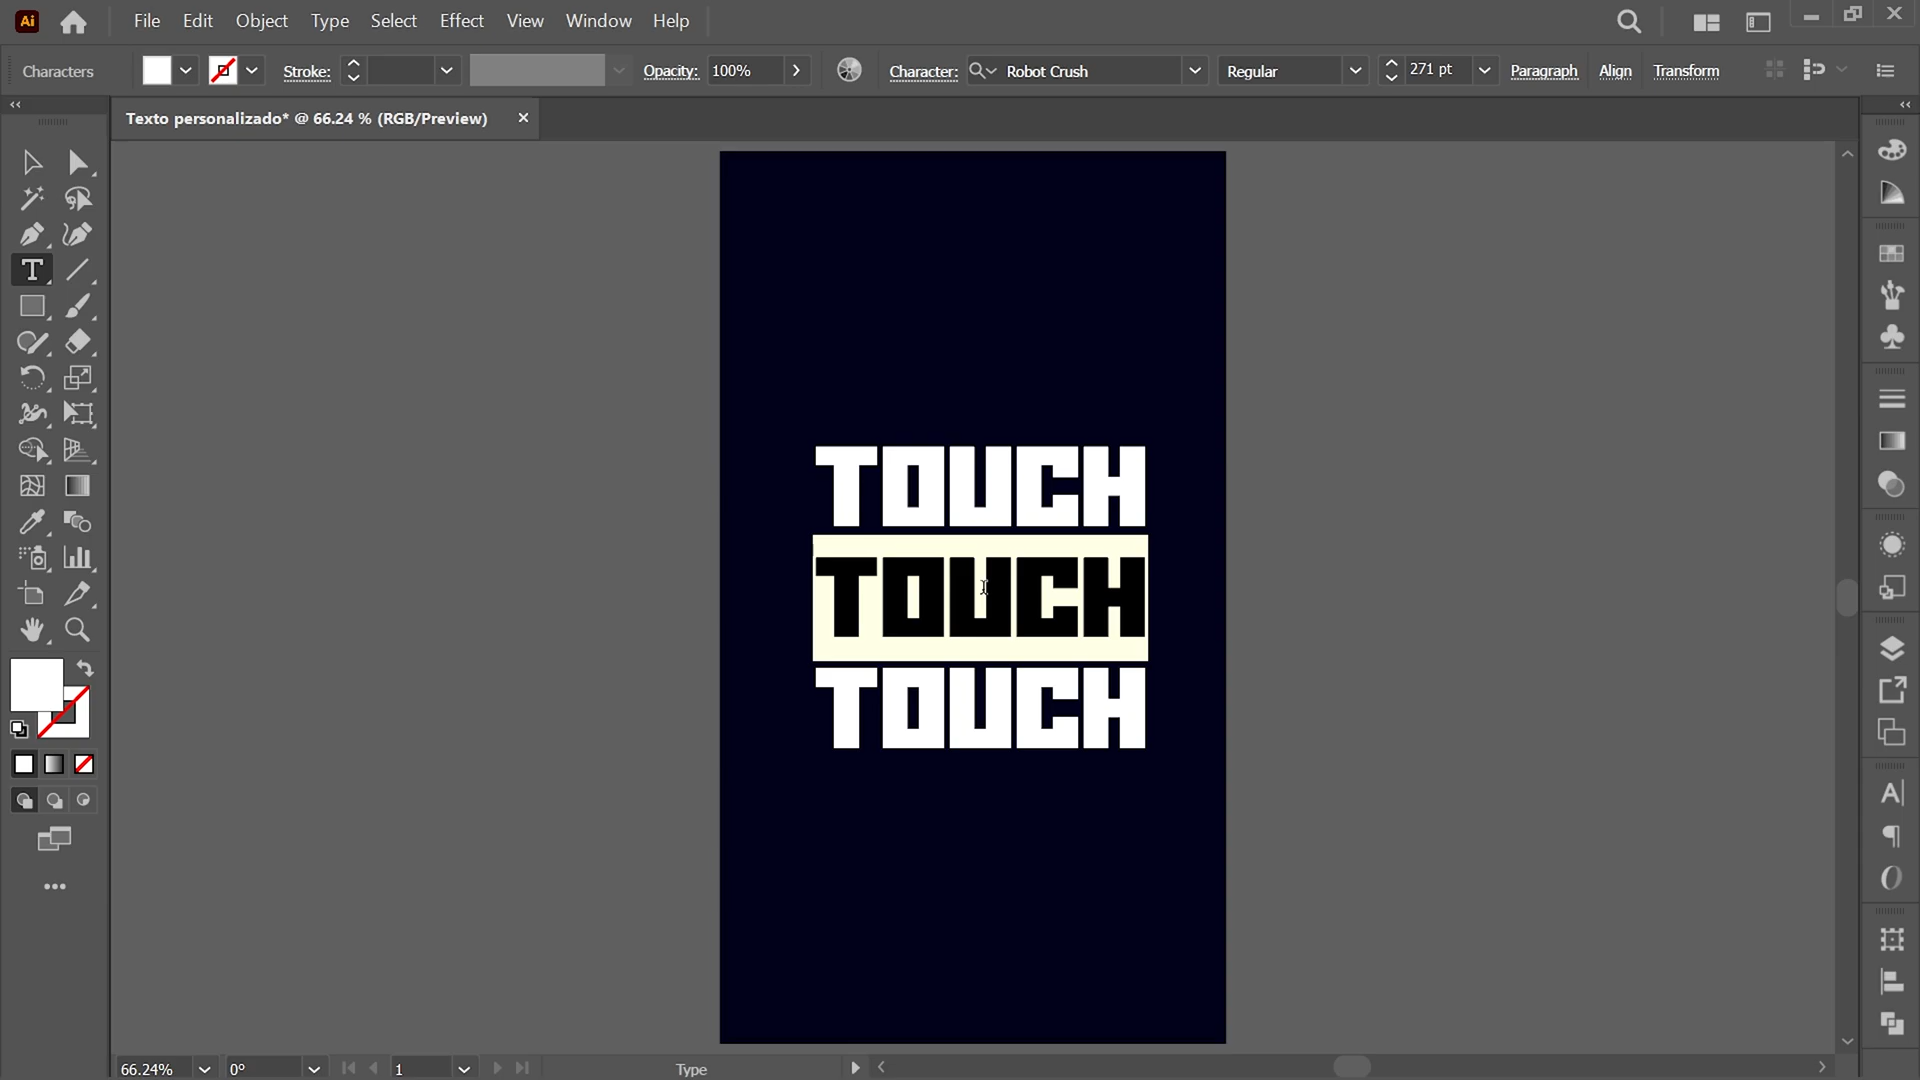 Ai File Edit Object Type Select Effect View Window Help
Characters Stroke: Opacity: 100% Character: Robot Crush Regular 271 pt Paragraph Align Transform
Texto personalizado* @ 66.24 % (RGB/Preview)
TOUCH
TOUCH
TOUCH
66.24% 0° 1 Type